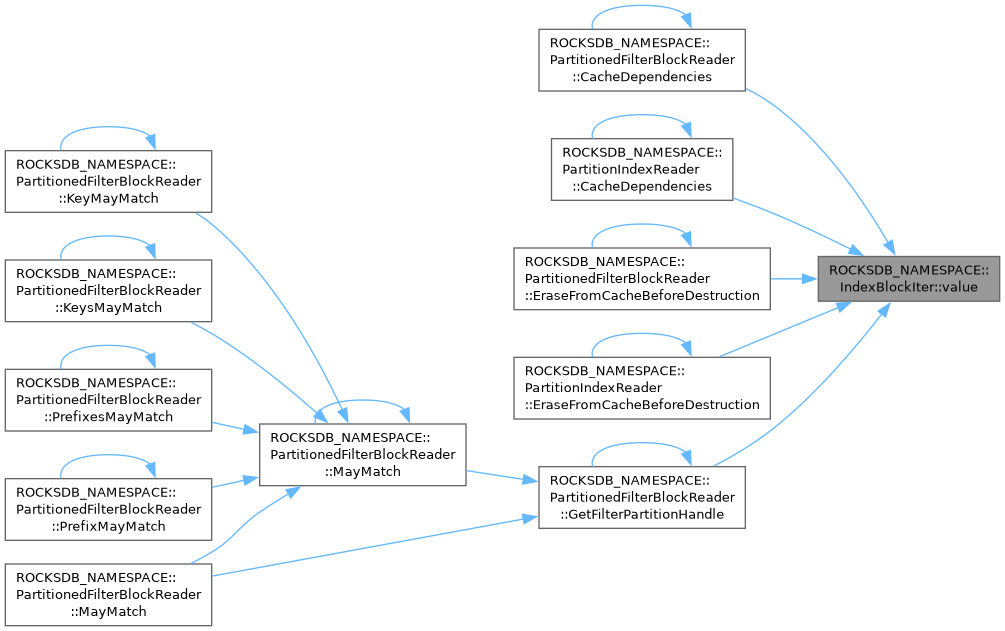 ROCKSDB_NAMESPACE::
PartitionedFilterBlockReader
::CacheDependencies
ROCKSDB_NAMESPACE::
PartitionIndexReader
::CacheDependencies
ROCKSDB_NAMESPACE::
PartitionedFilterBlockReader
::KeyMayMatch
ROCKSDB_NAMESPACE::
PartitionedFilterBlockReader
::EraseFromCacheBeforeDestruction
ROCKSDB_NAMESPACE::
IndexBlockIter::value
ROCKSDB_NAMESPACE::
PartitionedFilterBlockReader
::KeysMayMatch
ROCKSDB_NAMESPACE::
PartitionIndexReader
::EraseFromCacheBeforeDestruction
ROCKSDB_NAMESPACE::
PartitionedFilterBlockReader
::PrefixesMayMatch
ROCKSDB_NAMESPACE::
PartitionedFilterBlockReader
::MayMatch
ROCKSDB_NAMESPACE::
PartitionedFilterBlockReader
::GetFilterPartitionHandle
ROCKSDB_NAMESPACE::
PartitionedFilterBlockReader
::PrefixMayMatch
ROCKSDB_NAMESPACE::
PartitionedFilterBlockReader
::MayMatch